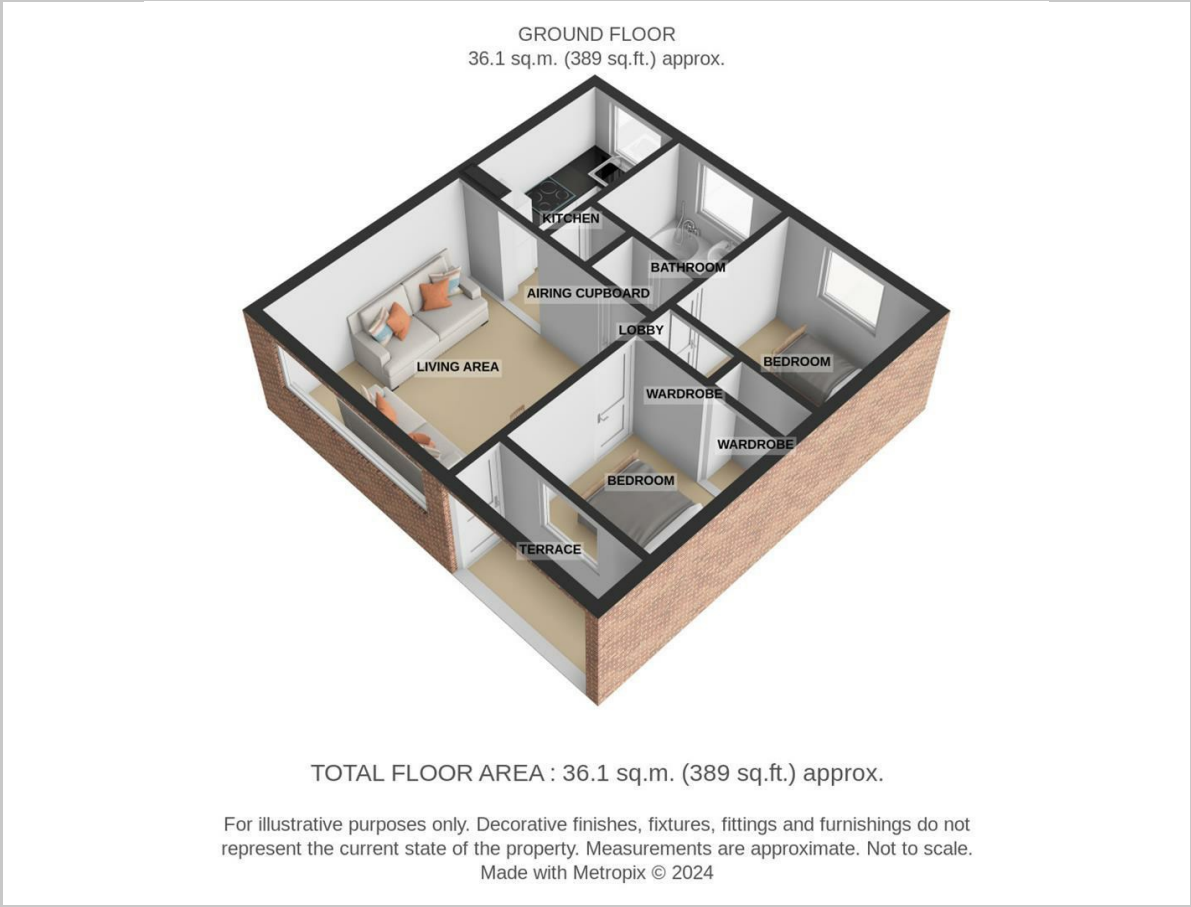 GROUND FLOOR
36.1 sq.m. (389 sq.ft.) approx.
KITCHEN
BATHROOM
AIRING CUPBOARD
LOBBY
LIVING AREA
BEDROOM
WARDROBE
WARDROBE
BEDROOM
TERRACE
TOTAL FLOOR AREA : 36.1 sq.m. (389 sq.ft.) approx.
For illustrative purposes only. Decorative finishes, fixtures, fittings and furnishings do not
represent the current state of the property. Measurements are approximate. Not to scale.
Made with Metropix © 2024